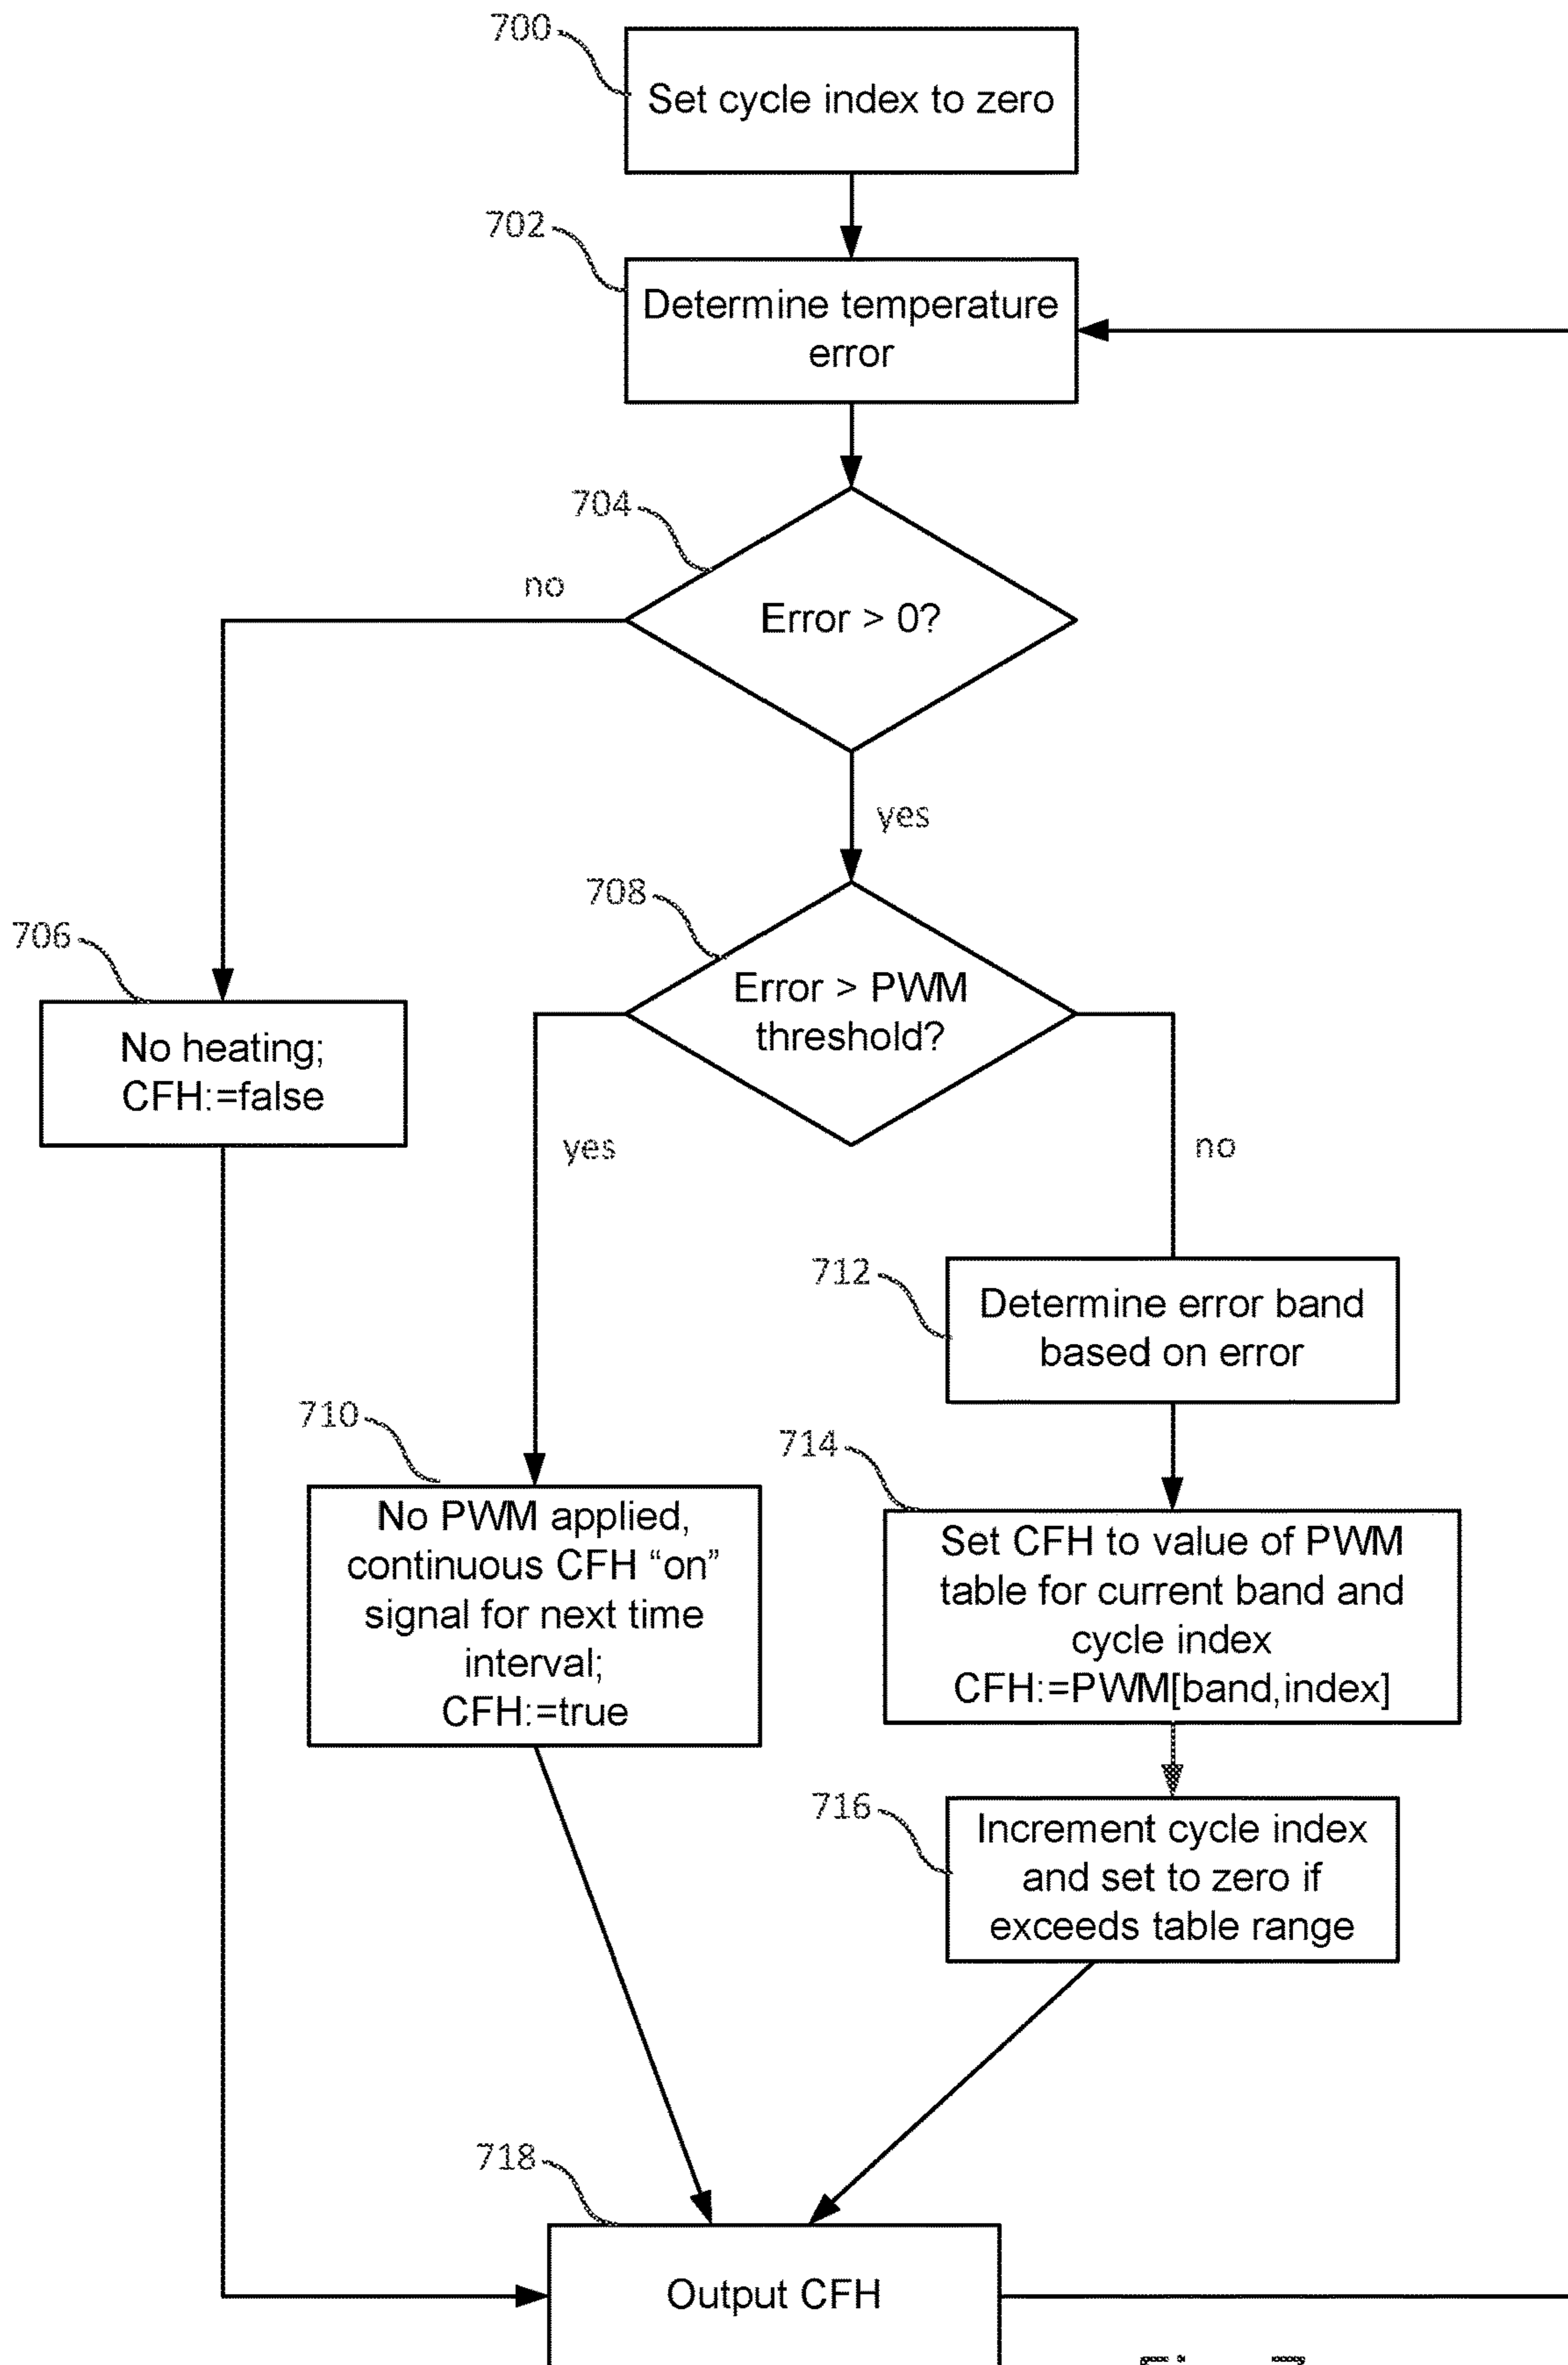 700
Set cycle index to zero
702
Determine temperature
error
704
no
Error > 0?
yes
708
706
Error > PWM
threshold?
No heating;
CFH:=false
yes
no
712
Determine error band
based on error
710
714
No PWM applied,
continuous CFH “on”
signal for next time
interval;
CFH:=true
Set CFH to value of PWM
table for current band and
cycle index
CFH:=PWM[band,index]
716
Increment cycle index
and set to zero if
exceeds table range
718
Output CFH